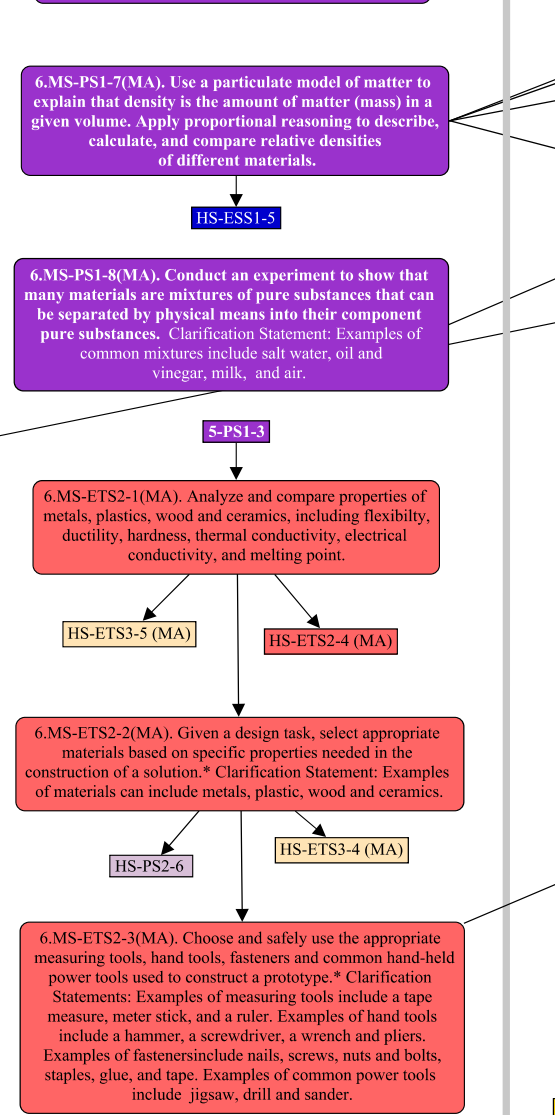 6.MS-PS1-7(MA). Use a particulate model of matter to
explain that density is the amount of matter (mass) in a
given volume. Apply proportional reasoning to describe,
calculate, and compare relative densities
of different materials.
HS-ESS1-5
6.MS-PS1-8(MA). Conduct an experiment to show that
many materials are mixtures of pure substances that can
be separated by physical means into their component
pure substances. Clarification Statement: Examples of
common mixtures include salt water, oil and
vinegar, milk, and air.
5-PS1-3
6.MS-ETS2-1(MA). Analyze and compare properties of
metals, plastics, wood and ceramics, including flexibilty,
ductility, hardness, thermal conductivity, electrical
conductivity, and melting point.
HS-ETS3-5 (MA)
HS-ETS2-4 (MA)
6.MS-ETS2-2(MA). Given a design task, select appropriate
materials based on specific properties needed in the
construction of a solution.* Clarification Statement: Examples
of materials can include metals, plastic, wood and ceramics.
HS-PS2-6
HS-ETS3-4 (MA)
6.MS-ETS2-3(MA). Choose and safely use the appropriate
measuring tools, hand tools, fasteners and common hand-held
power tools used to construct a prototype.* Clarification
Statements: Examples of measuring tools include a tape
measure, meter stick, and a ruler. Examples of hand tools
include a hammer, a screwdriver, a wrench and pliers.
Examples of fastenersinclude nails, screws, nuts and bolts,
staples, glue, and tape. Examples of common power tools
include jigsaw, drill and sander.